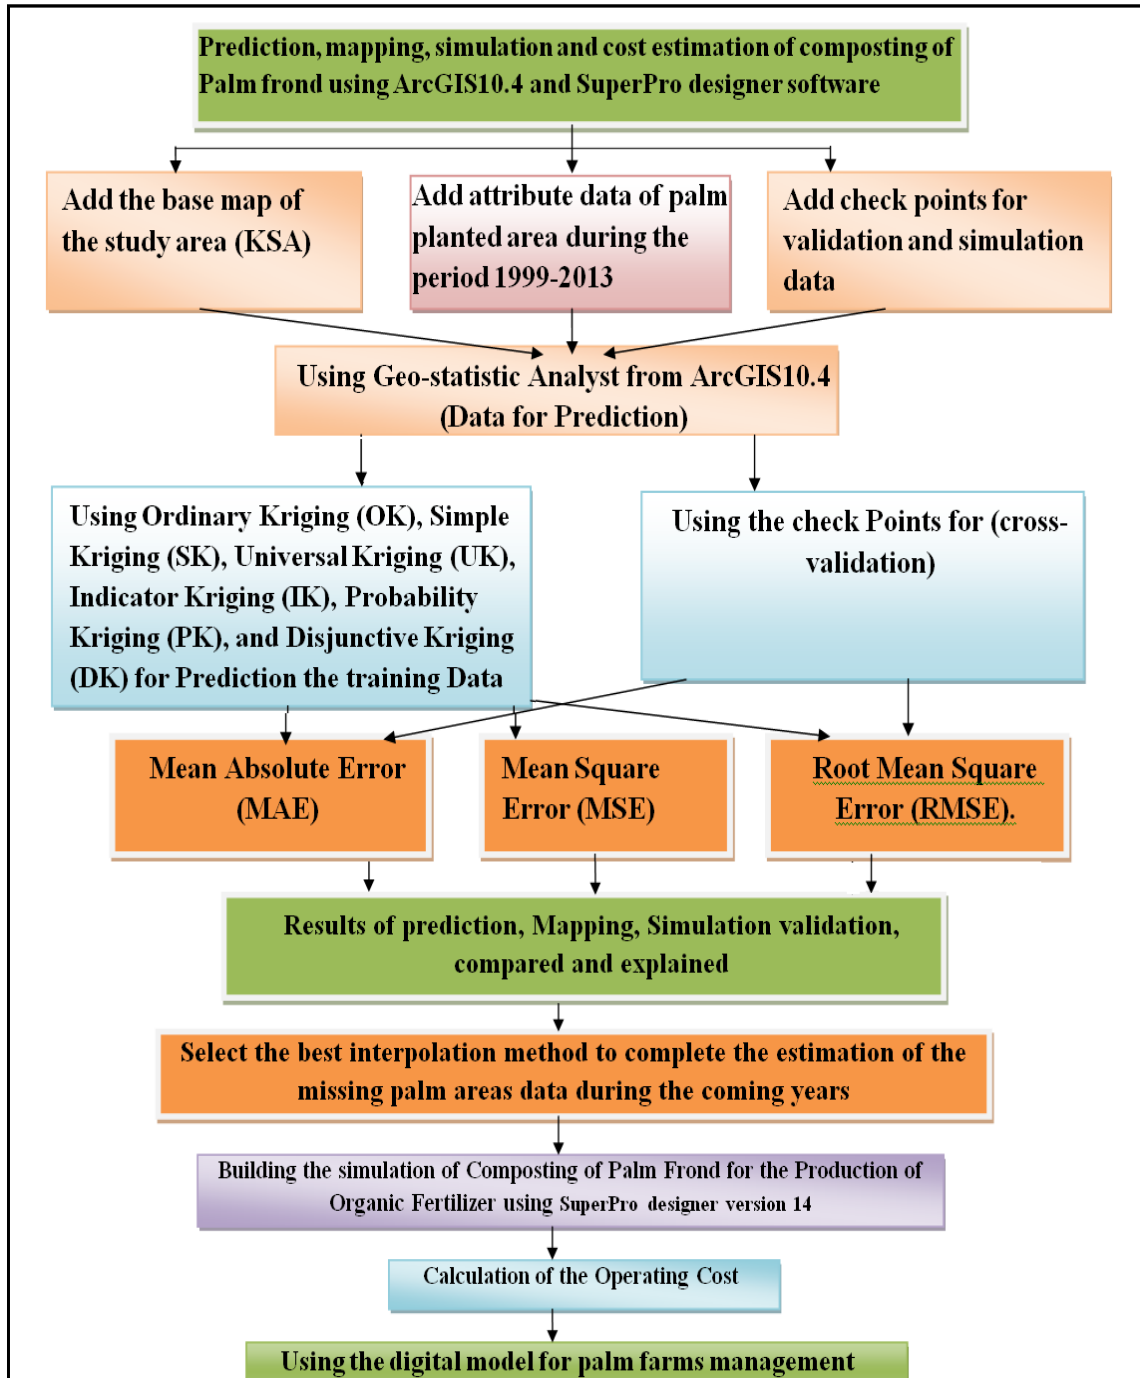 Prediction, mapping, simulation and cost estimation of composting of
Palm frond using ArcGIS10.4 and SuperPro designer software
Add the base map of
the study area (KSA)
Add attribute data of palm
planted area during the
period 1999-2013
Add check points for
validation and simulation
data
Using Geo-statistic Analyst from ArcGIS10.4
(Data for Prediction)
Using Ordinary Kriging (OK), Simple
Kriging (SK), Universal Kriging (UK),
Indicator Kriging (IK), Probability
Kriging (PK), and Disjunctive Kriging
(DK) for Prediction the training Data
Using the check Points for (cross-
validation)
Mean Absolute Error
(MAE)
Mean Square
Error (MSE)
Root Mean Square
Error (RMSE).
Results of prediction, Mapping, Simulation validation,
compared and explained
Select the best interpolation method to complete the estimation of the
missing palm areas data during the coming years
Building the simulation of Composting of Palm Frond for the Production of
Organic Fertilizer using SuperPro designer version 14
Calculation of the Operating Cost
Using the digital model for palm farms management